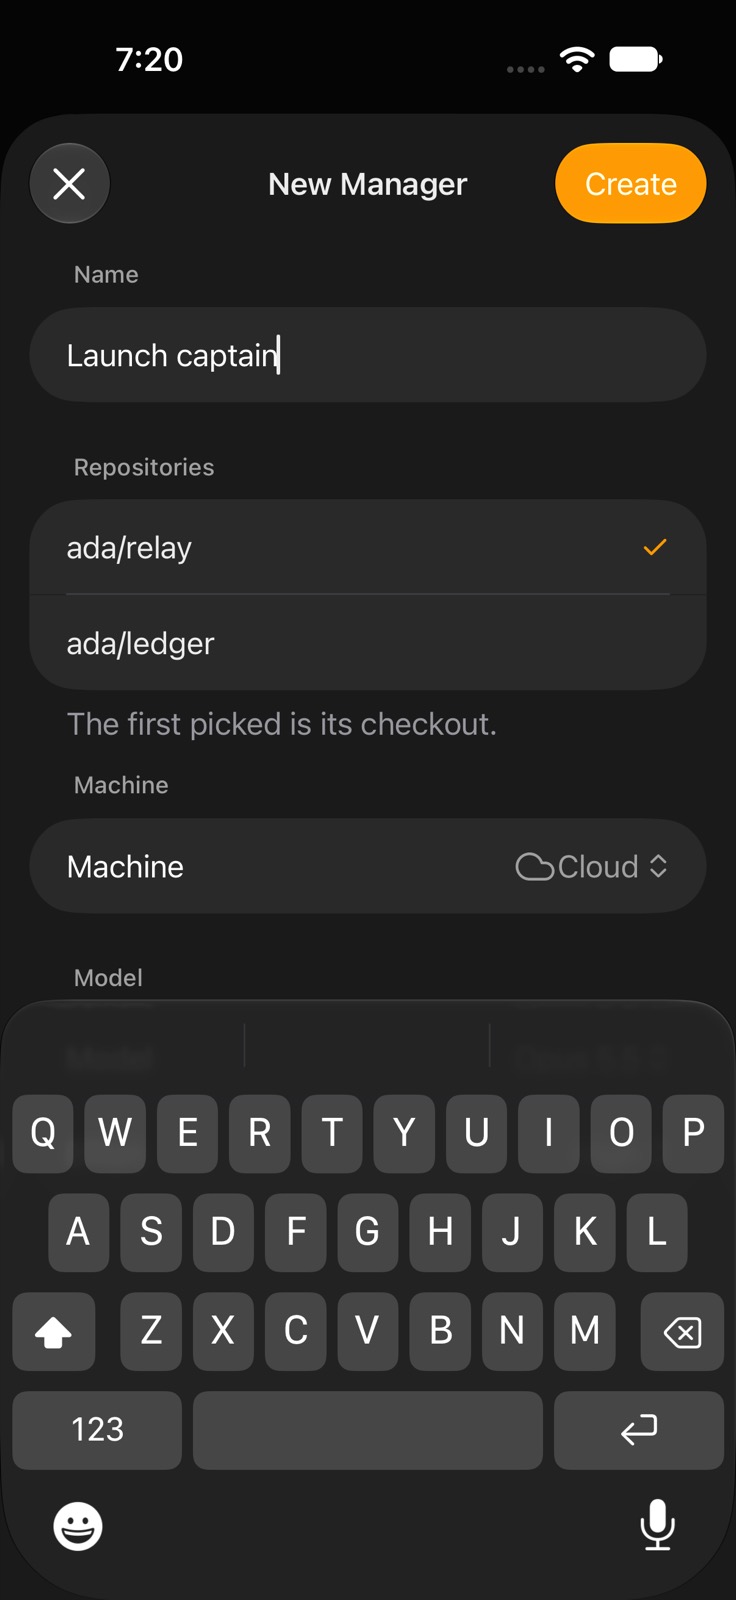 7:20
New Manager
Create
Name
Launch captain
Repositories
ada/relay
ada/ledger
The first picked is its checkout.
Machine
Machine
Cloud
Model
Q W E R T Y U I O P
A S D F G H J K L
Z X C V B N M
123